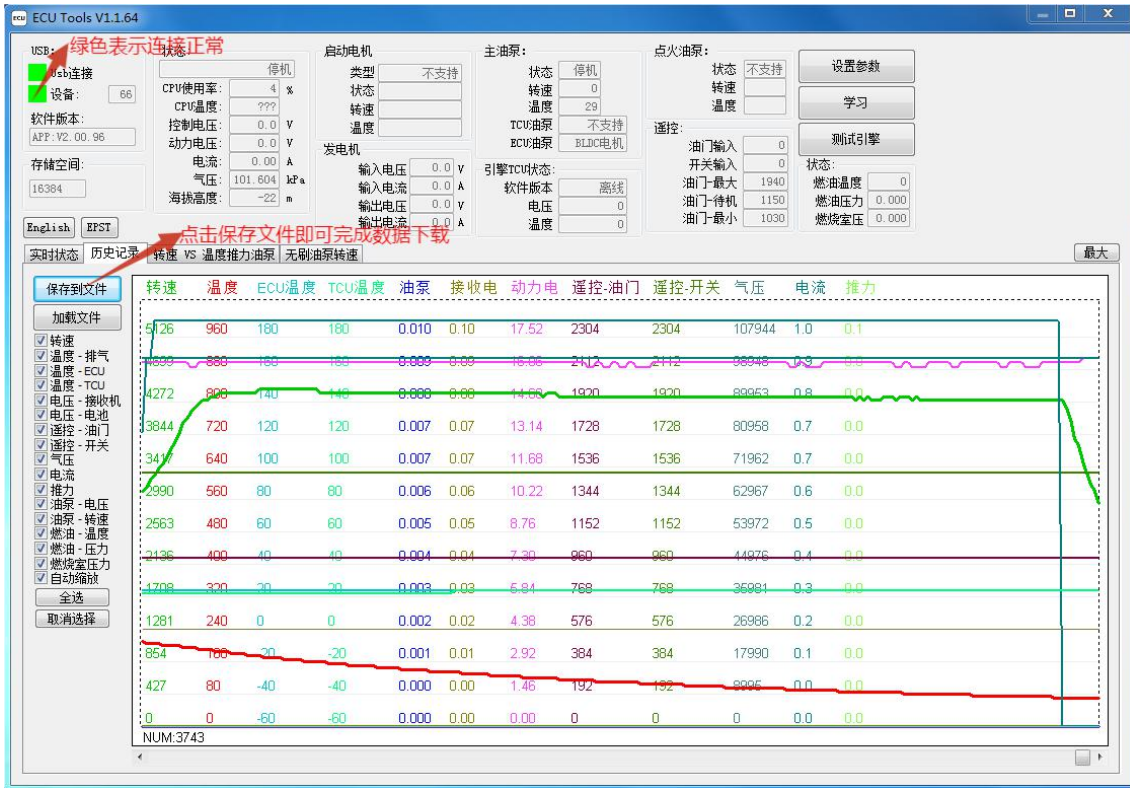 ECU Tools V1.1.64
绿色表示连接正常
USB:
Usb连接
设备: 66
软件版本:
APP:V2.00.96
存储空间:
16384
English EPST
状态
停机
CPU使用率: 4 %
CPU温度: ???
控制电压: 0.0 V
动力电压: 0.0 V
电流: 0.00 A
气压: 101.604 kPa
海拔高度: -22 m
启动电机
类型 不支持
状态
转速
温度
发电机
输入电压 0.0 V
输入电流 0.0 A
输出电压 0.0 V
输出电流 0.0 A
主油泵:
状态 停机
转速 0
温度 29
TCU油泵 不支持
ECU油泵 BLDC电机
引擎TCU状态:
软件版本 离线
电压 0
温度 0
点火油泵:
状态 不支持
转速
温度
遥控:
油门输入 0
开关输入 0
油门-最大 1940
油门-待机 1150
油门-最小 1030
设置参数
学习
测试引擎
状态:
燃油温度 0
燃油压力 0.000
燃烧室压 0.000
点击保存文件即可完成数据下载
实时状态 历史记录 转速 VS 温度推力油泵 无刷油泵转速 最大
保存到文件
加载文件
转速
温度-排气
温度-ECU
温度-TCU
电压-接收机
电压-电池
遥控-油门
遥控-开关
气压
电流
推力
油泵-电压
油泵-转速
燃油-温度
燃油-压力
燃烧室压力
自动缩放
全选
取消选择
转速 温度 ECU温度 TCU温度 油泵 接收电 动力电 遥控-油门 遥控-开关 气压 电流 推力
5126 960 180 180 0.010 0.10 17.52 2304 2304 107944 1.0 0.1
4699 880 160 160 0.009 0.09 16.06 2112 2112 98948 0.9 0.0
4272 800 140 140 0.008 0.08 14.60 1920 1920 89953 0.8 0.0
3844 720 120 120 0.007 0.07 13.14 1728 1728 80958 0.7 0.0
3417 640 100 100 0.007 0.07 11.68 1536 1536 71962 0.7 0.0
2990 560 80 80 0.006 0.06 10.22 1344 1344 62967 0.6 0.0
2563 480 60 60 0.005 0.05 8.76 1152 1152 53972 0.5 0.0
2136 400 40 40 0.004 0.04 7.30 960 960 44976 0.4 0.0
1708 320 20 20 0.003 0.03 5.84 768 768 35981 0.3 0.0
1281 240 0 0 0.002 0.02 4.38 576 576 26986 0.2 0.0
854 160 -20 -20 0.001 0.01 2.92 384 384 17990 0.1 0.0
427 80 -40 -40 0.000 0.00 1.46 192 192 8995 0.0 0.0
0 0 -60 -60 0.000 0.00 0.00 0 0 0 0.0 0.0
NUM:3743